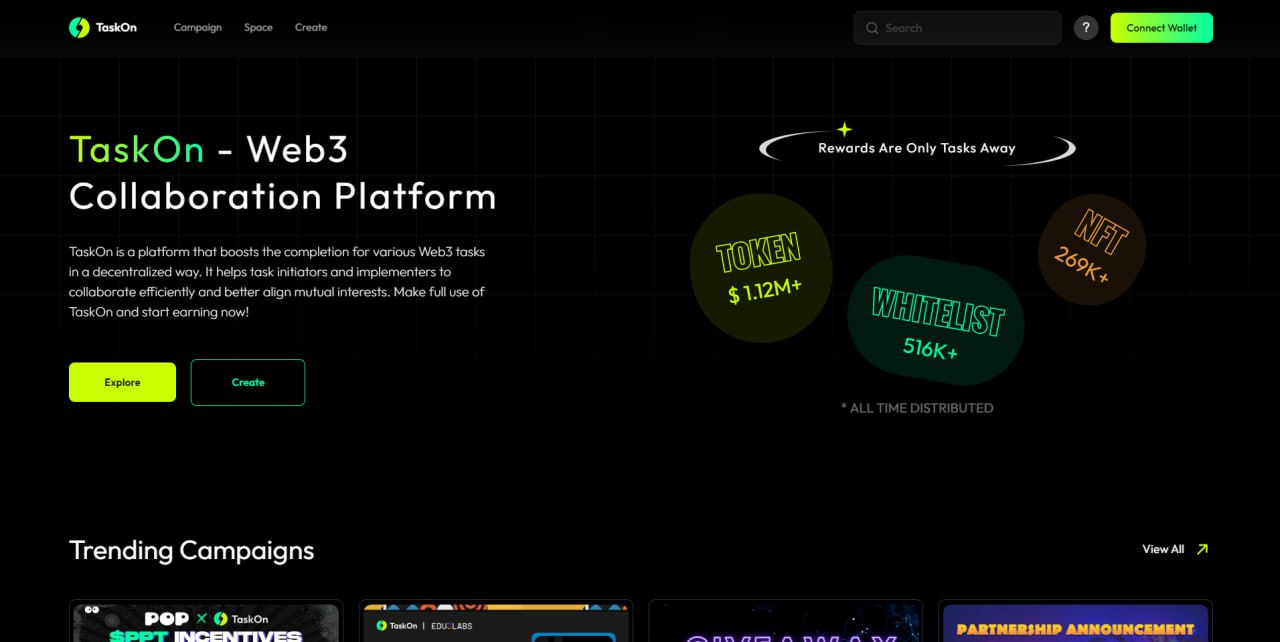 TaskOn
Campaign
Space
Create
Search
?
Connect Wallet
TaskOn - Web3
Collaboration Platform
TaskOn is a platform that boosts the completion for various Web3 tasks
in a decentralized way. It helps task initiators and implementers to
collaborate efficiently and better align mutual interests. Make full use of
TaskOn and start earning now!
Explore
Create
Rewards Are Only Tasks Away
TOKEN
$ 1.12M+
WHITELIST
516K+
NFT
269K+
* ALL TIME DISTRIBUTED
Trending Campaigns
View All
POP X TaskOn
$PPT INCENTIVES
TaskOn | EDU3LABS
GIVEAWAY
PARTNERSHIP ANNOUNCEMENT